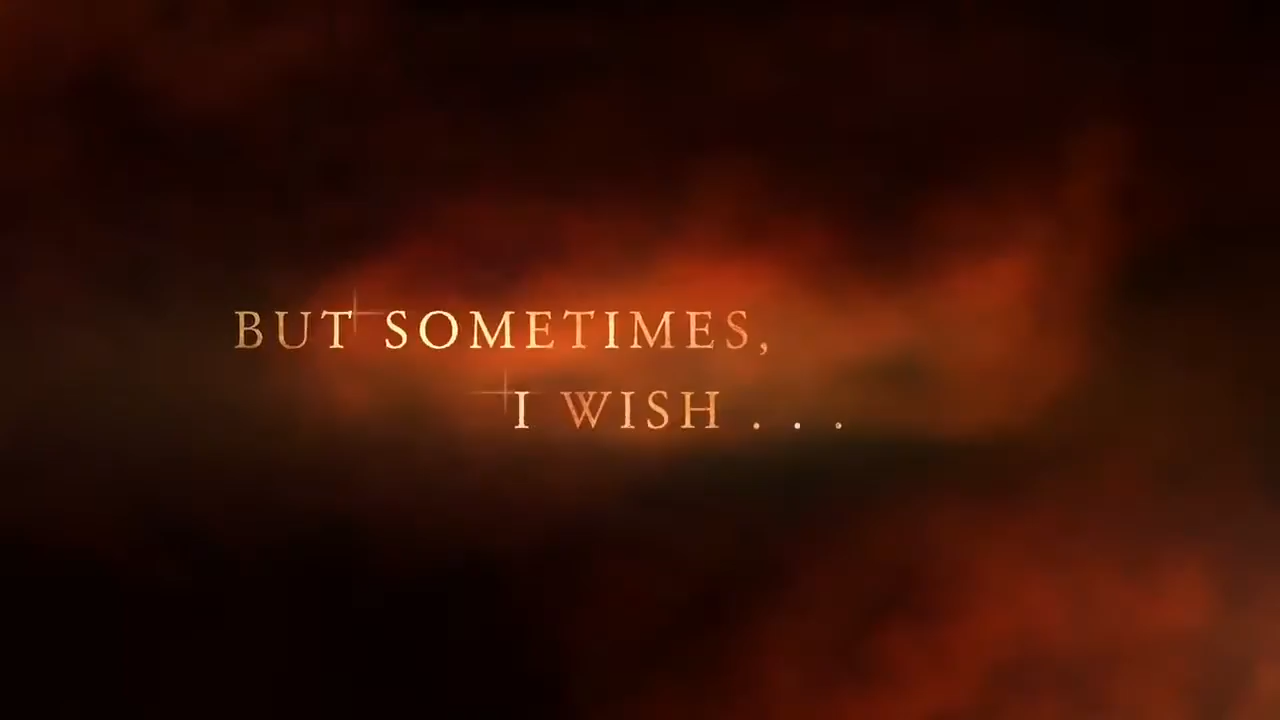 BUT SOMETIMES,
I WISH . . .